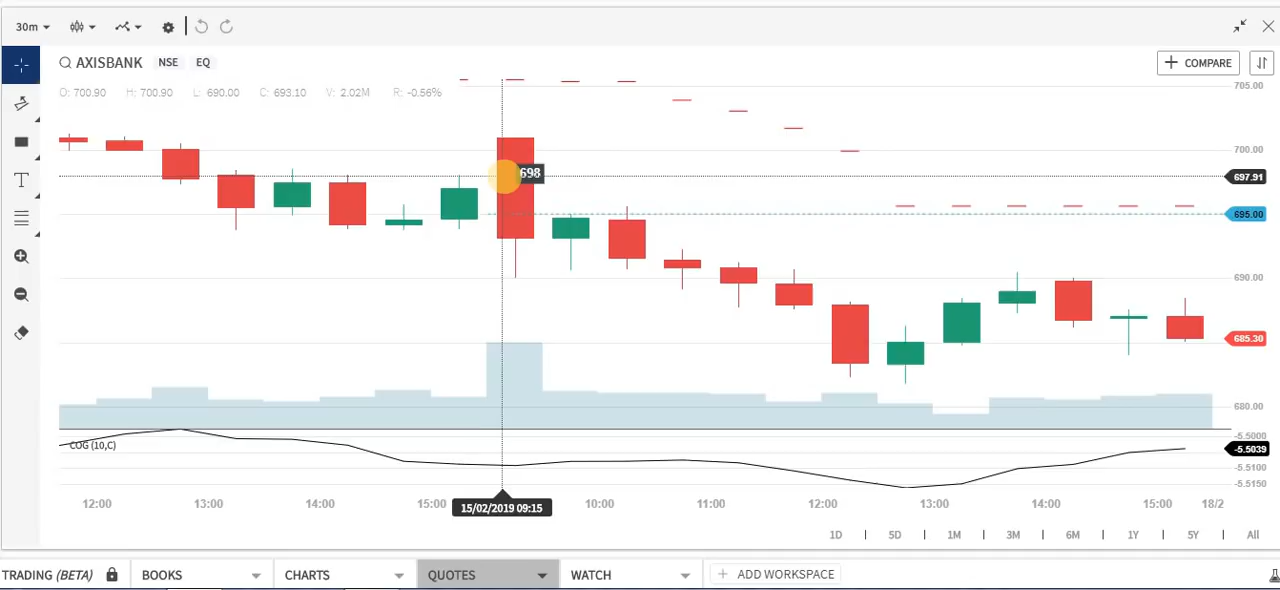 30m
AXISBANK NSE EQ
COMPARE
O: 700.90 H: 700.90 L: 690.00 C: 693.10 V: 2.02M R: -0.56%
705.00
700.00
698
697.91
695.00
690.00
685.30
680.00
-5.5000
COG (10,C)
-5.5039
-5.5100
-5.5150
12:00 13:00 14:00 15:00 10:00 11:00 12:00 13:00 14:00 15:00 18/2
15/02/2019 09:15
1D 5D 1M 3M 6M 1Y 5Y All
TRADING (BETA) BOOKS CHARTS QUOTES WATCH + ADD WORKSPACE